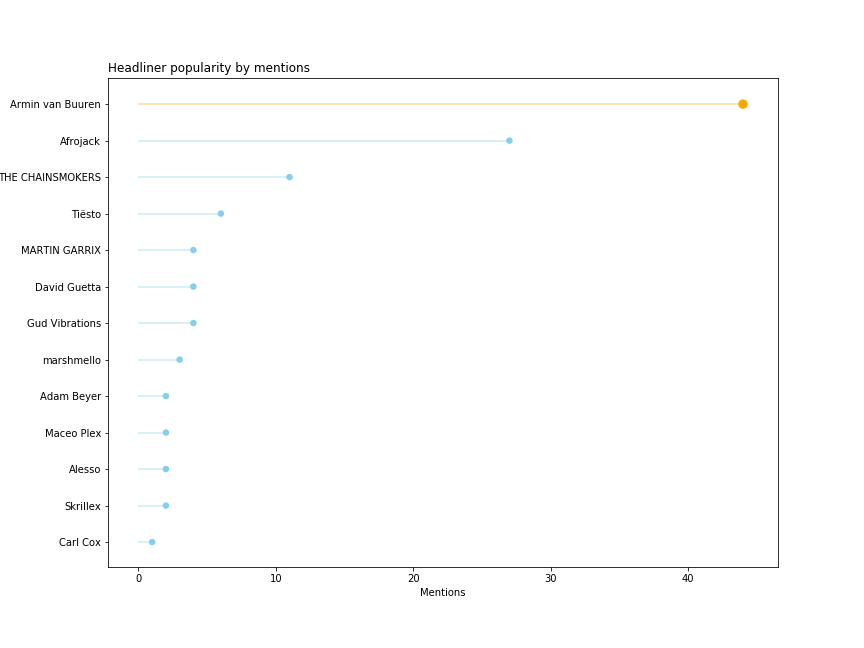 Headliner popularity by mentions
Armin van Buuren
Afrojack
THE CHAINSMOKERS
Tiësto
MARTIN GARRIX
David Guetta
Gud Vibrations
marshmello
Adam Beyer
Maceo Plex
Alesso
Skrillex
Carl Cox
0 10 20 30 40
Mentions